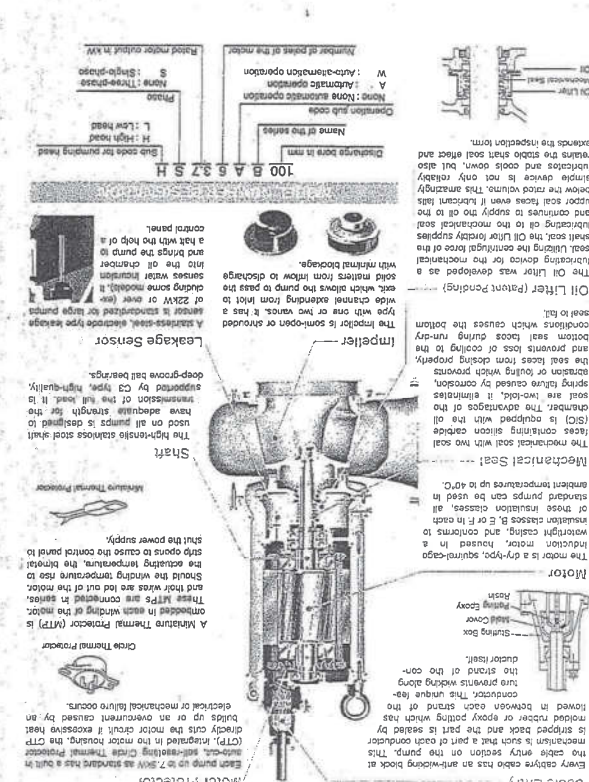 Motor Protector
Each pump up to 7.5kW as standard has a built in
auto-cut, self-resetting Circle Thermal Protector
(CTP). Integrated in the motor housing, the CTP
directly cuts the motor circuit if excessive heat
builds up or an overcurrent caused by an
electrical or mechanical failure occurs.
Circle Thermal Protector
A Miniature Thermal Protector (MTP) is
embedded in each winding of the motor.
These MTPs are connected in series,
and their wires are led out of the motor.
Should the winding temperature rise to
the actuating temperature, the bimetal
strip opens to cause the control panel to
shut the power supply.
Miniature Thermal Protector
Shaft
The high-tensile stainless steel shaft
used on all pumps is designed to
have adequate strength for the
transmission of the full load. It is
supported by C3 type, high-quality,
deep-groove ball bearings.
Leakage Sensor
A stainless-steel, electrode type leakage
sensor is standardized for large pumps
of 22kW or over (ex-
cluding some models). It
senses water incursion
into the oil chamber
and brings the pump to
a halt with the help of a
control panel.
Impeller
The impeller is semi-open or shrouded
type with one or two vanes. It has a
wide channel extending from inlet to
exit, which allows the pump to pass the
solid matters from inflow to discharge
with minimal blockage.
Cable Entry
Every cabtyre cable has an anti-wicking block at
the cable entry section on the pump. This
mechanism is such that a part of each conductor
is stripped back and the part is sealed by
molded rubber or epoxy potting which has
flowed in between each strand of the
conductor. This unique fea-
ture prevents wicking along
the strand of the con-
ductor itself.
Stuffing Box
Mold Cover
Potting Epoxy
Resin
Motor
The motor is a dry-type, squirrel-cage
induction motor, housed in a
watertight casing, and conforms to
insulation classes B, E or F. In each
of those insulation classes, all
standard pumps can be used in
ambient temperatures up to 40°C.
Mechanical Seal
The mechanical seal with two seal
faces containing silicon carbide
(SiC) is equipped with the oil
chamber. The advantages of the
seal are two-fold, it eliminates
spring failure caused by corrosion,
abrasion or fouling which prevents
the seal faces from closing properly,
and prevents loss of cooling to the
bottom seal faces during run-dry
conditions which causes the bottom
seal to fail.
Oil Lifter (Patent Pending)
The Oil Lifter was developed as a
lubricating device for the mechanical
seal. Utilizing the centrifugal force of the
shaft seal, the Oil Lifter forcibly supplies
lubricating oil to the mechanical seal
and continues to supply the oil to the
upper seal faces even if lubricant falls
below the rated volume. This amazingly
simple device is not only reliably
lubricates and cools down, but also
retains the stable shaft seal effect and
extends the inspection term.
Oil Lifter
Mechanical Seal
Oil
100 B A 6 3.7 S H
Discharge bore in mm
Name of the series
Operation sub code
None : None automatic operation
A : Automatic operation
W : Auto-alternation operation
Number of poles of the motor
Sub code for pumping head
H : High head
L : Low head
Phase
None : Three-phase
S : Single-phase
Rated motor output in kW
1